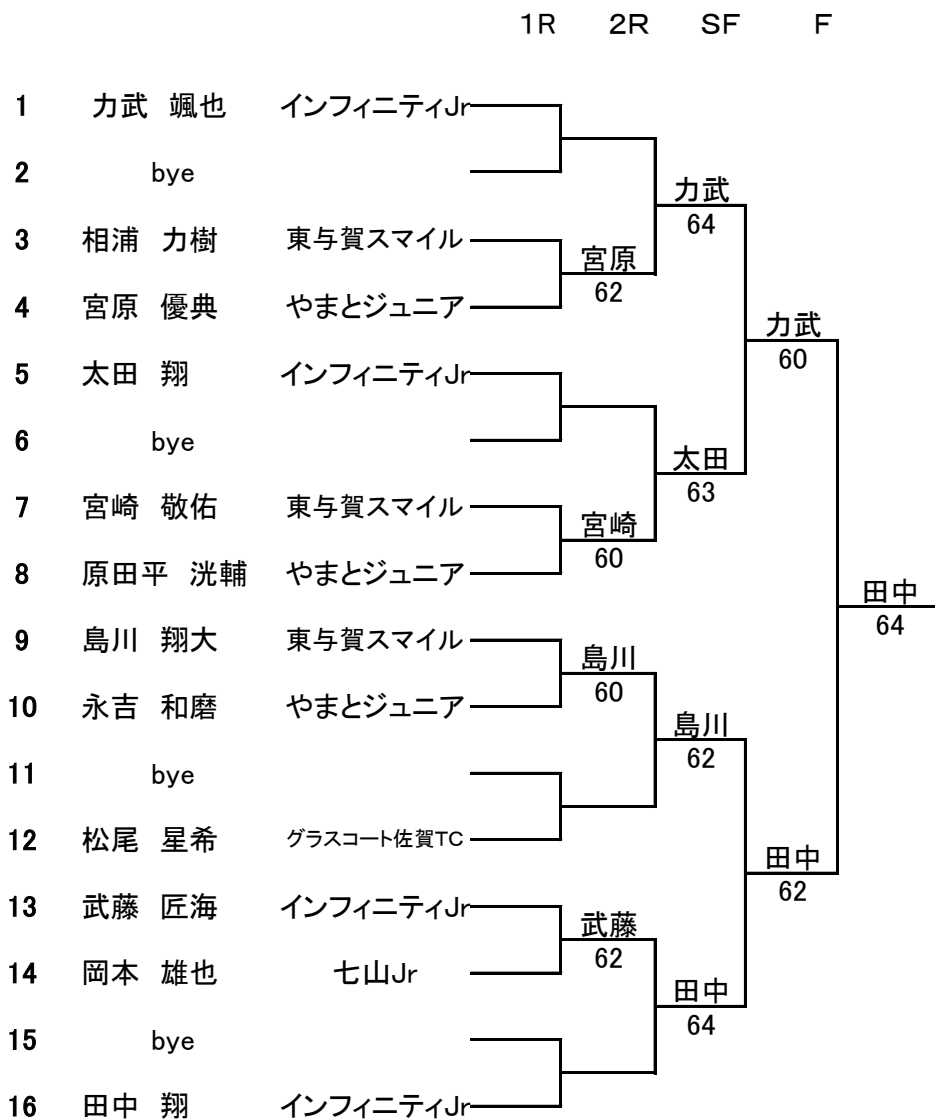 1R 2R SF F
1 力武 颯也 インフィニティJr
2 bye
力武
64
3 相浦 力樹 東与賀スマイル
宮原
62
4 宮原 優典 やまとジュニア
力武
60
5 太田 翔 インフィニティJr
6 bye
太田
63
7 宮崎 敬佑 東与賀スマイル
宮崎
60
8 原田平 洸輔 やまとジュニア
田中
64
9 島川 翔大 東与賀スマイル
島川
60
10 永吉 和磨 やまとジュニア
島川
62
11 bye
12 松尾 星希 グラスコート佐賀TC
田中
62
13 武藤 匠海 インフィニティJr
武藤
62
14 岡本 雄也 七山Jr
田中
64
15 bye
16 田中 翔 インフィニティJr